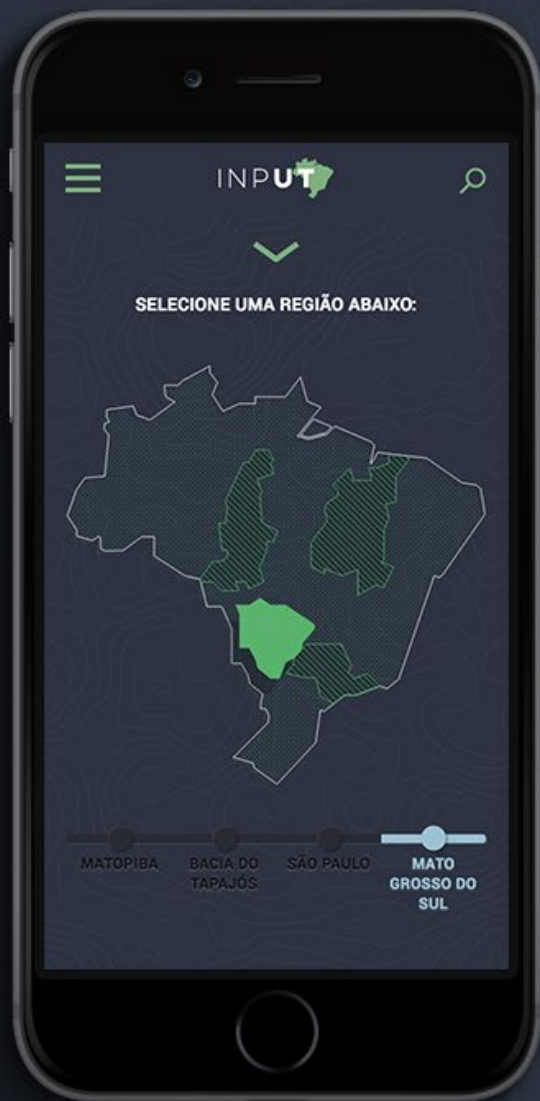 INPUT
SELECIONE UMA REGIÃO ABAIXO:
MATOPIBA
BACIA DO
TAPAJÓS
SÃO PAULO
MATO
GROSSO DO
SUL